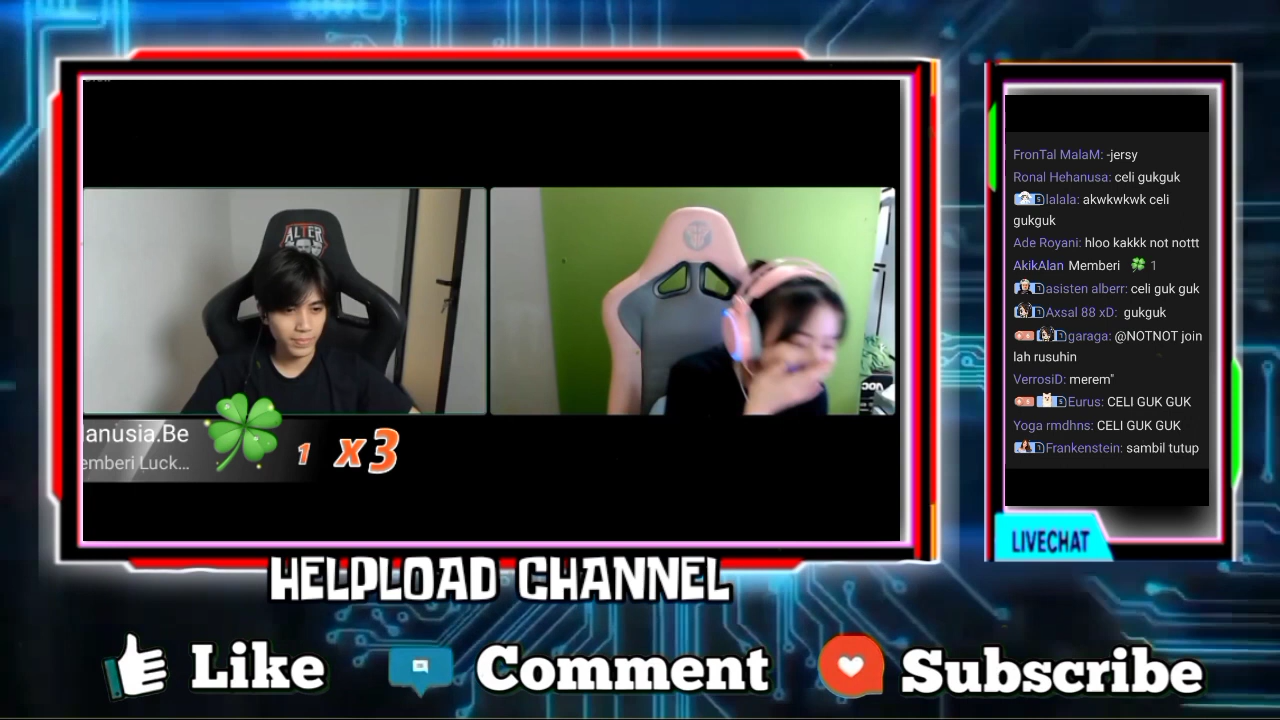 ALTER
anusia.Be
emberi Luck...
1 x3
FronTal MalaM: -jersy
Ronal Hehanusa: celi gukguk
lalala: akwkwkwk celi
gukguk
Ade Royani: hloo kakkk not nottt
AkikAlan Memberi 1
asisten alberr: celi guk guk
Axsal 88 xD: gukguk
garaga: @NOTNOT join
lah rusuhin
VerrosiD: merem"
Eurus: CELI GUK GUK
Yoga rmdhns: CELI GUK GUK
Frankenstein: sambil tutup
LIVECHAT
HELPLOAD CHANNEL
Like
Comment
Subscribe